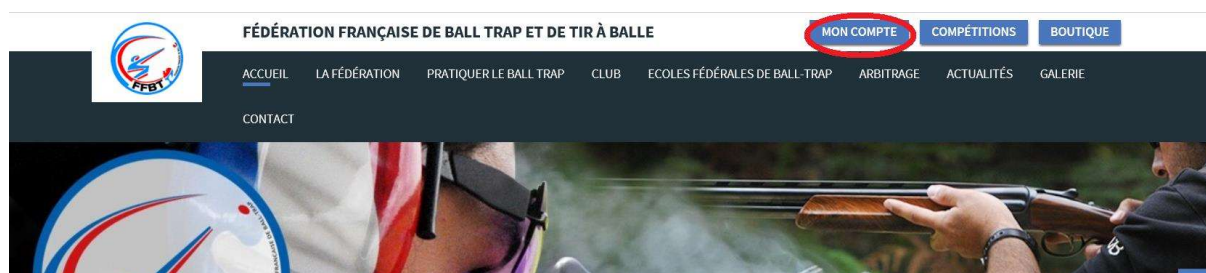 FÉDÉRATION FRANÇAISE DE BALL TRAP ET DE TIR À BALLE
MON COMPTE
COMPÉTITIONS
BOUTIQUE
FFBT
ACCUEIL LA FÉDÉRATION PRATIQUER LE BALL TRAP CLUB ECOLES FÉDÉRALES DE BALL-TRAP ARBITRAGE ACTUALITÉS GALERIE
CONTACT